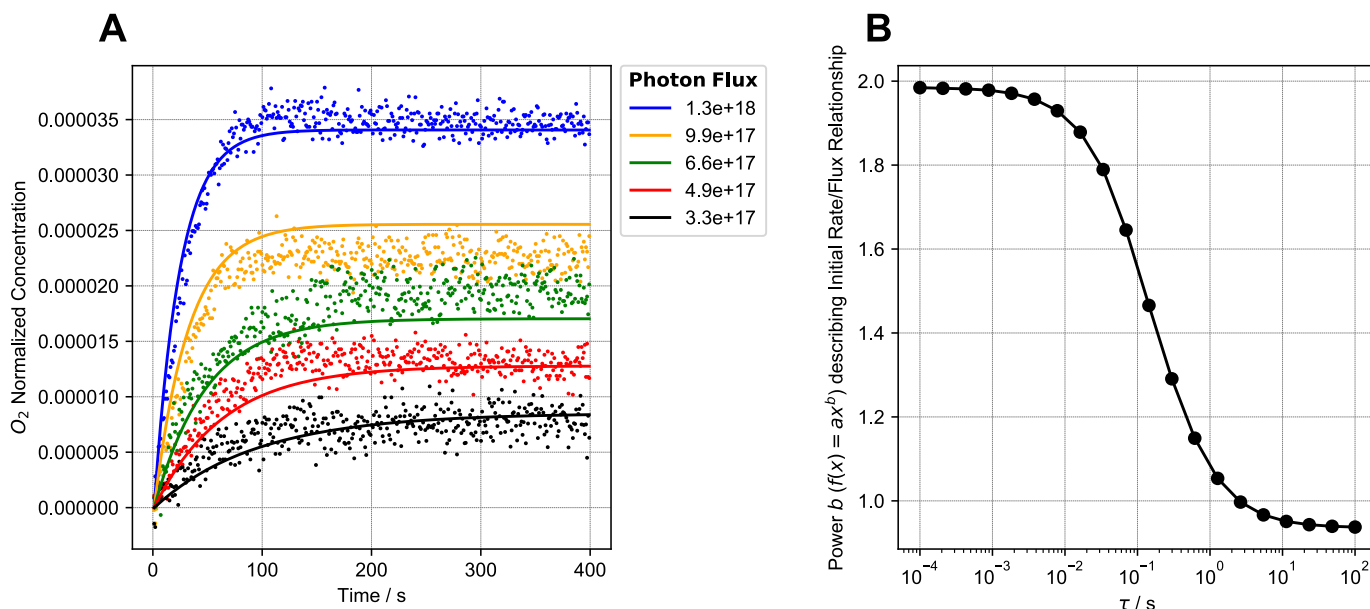 A
O₂ Normalized Concentration
0.000035
0.000030
0.000025
0.000020
0.000015
0.000010
0.000005
0.000000
0
100
200
300
400
Time / s
Photon Flux
1.3e+18
9.9e+17
6.6e+17
4.9e+17
3.3e+17
B
Power b (f(x) = axᵇ) describing Initial Rate/Flux Relationship
2.0
1.8
1.6
1.4
1.2
1.0
10⁻⁴
10⁻³
10⁻²
10⁻¹
10⁰
10¹
10²
τ / s